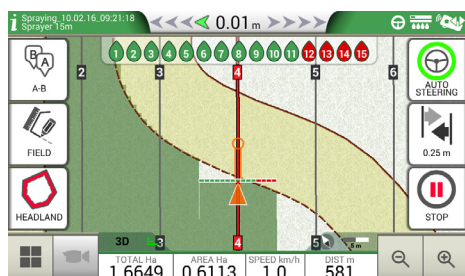 Spraying_10.02.16_09:21:18
Sprayer 15m
0.01 m
1 2 3 4 5 6 7 8 9 10 11 12 13 14 15
A-B
2 3 4 5 6
AUTO
STEERING
FIELD
0.25 m
HEADLAND
STOP
3D
3 4 5
5 m
TOTAL Ha AREA Ha SPEED km/h DIST m
1.6649 0.6113 1.0 581